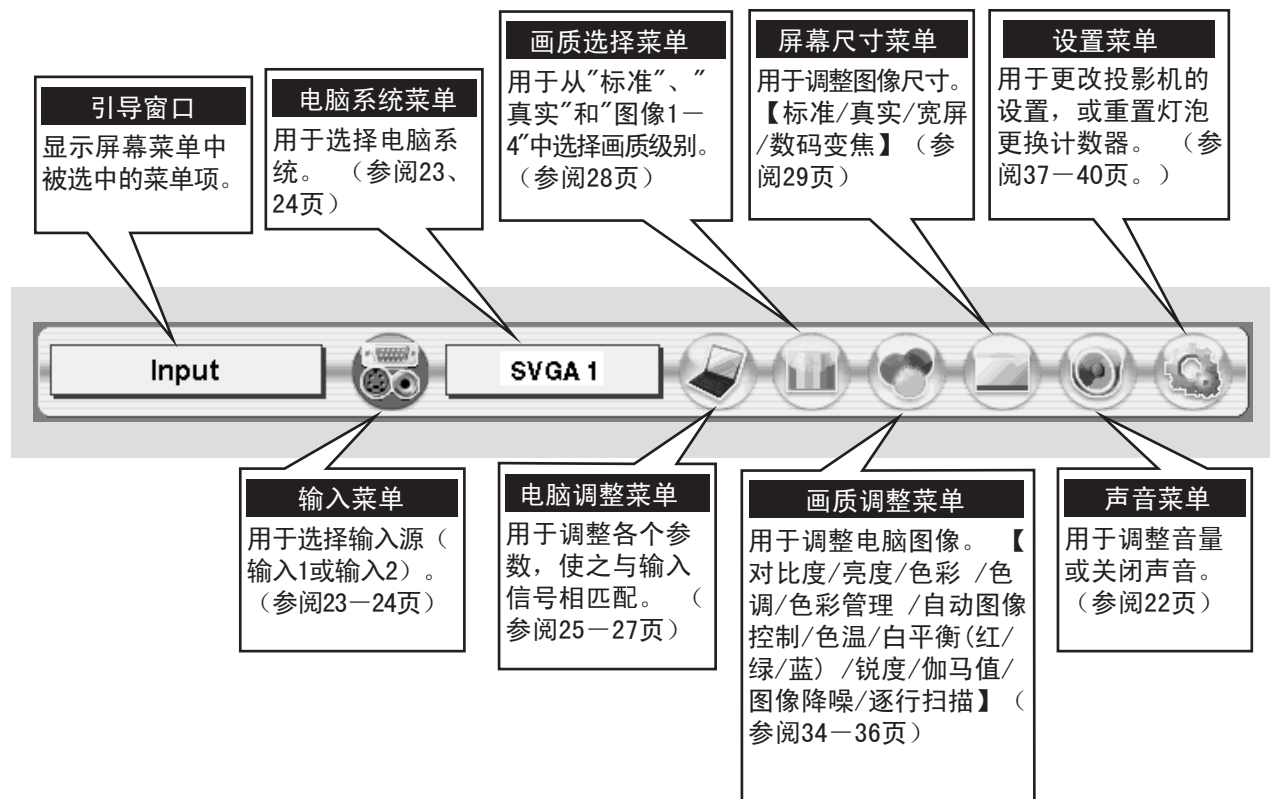 引导窗口
显示屏幕菜单中
被选中的菜单项。
电脑系统菜单
用于选择电脑系
统。 （参阅23、
24页）
画质选择菜单
用于从"标准"、"
真实"和"图像1－
4"中选择画质级别。
（参阅28页）
屏幕尺寸菜单
用于调整图像尺寸。
【标准/真实/宽屏
/数码变焦】（参
阅29页）
设置菜单
用于更改投影机的
设置，或重置灯泡
更换计数器。 （参
阅37－40页。）
Input
SVGA 1
输入菜单
用于选择输入源（
输入1或输入2）。
（参阅23－24页）
电脑调整菜单
用于调整各个参
数，使之与输入
信号相匹配。 （
参阅25－27页）
画质调整菜单
用于调整电脑图像。 【
对比度/亮度/色彩 /色
调/色彩管理 /自动图像
控制/色温/白平衡(红/
绿/蓝) /锐度/伽马值/
图像降噪/逐行扫描】（
参阅34－36页）
声音菜单
用于调整音量
或关闭声音。
（参阅22页）